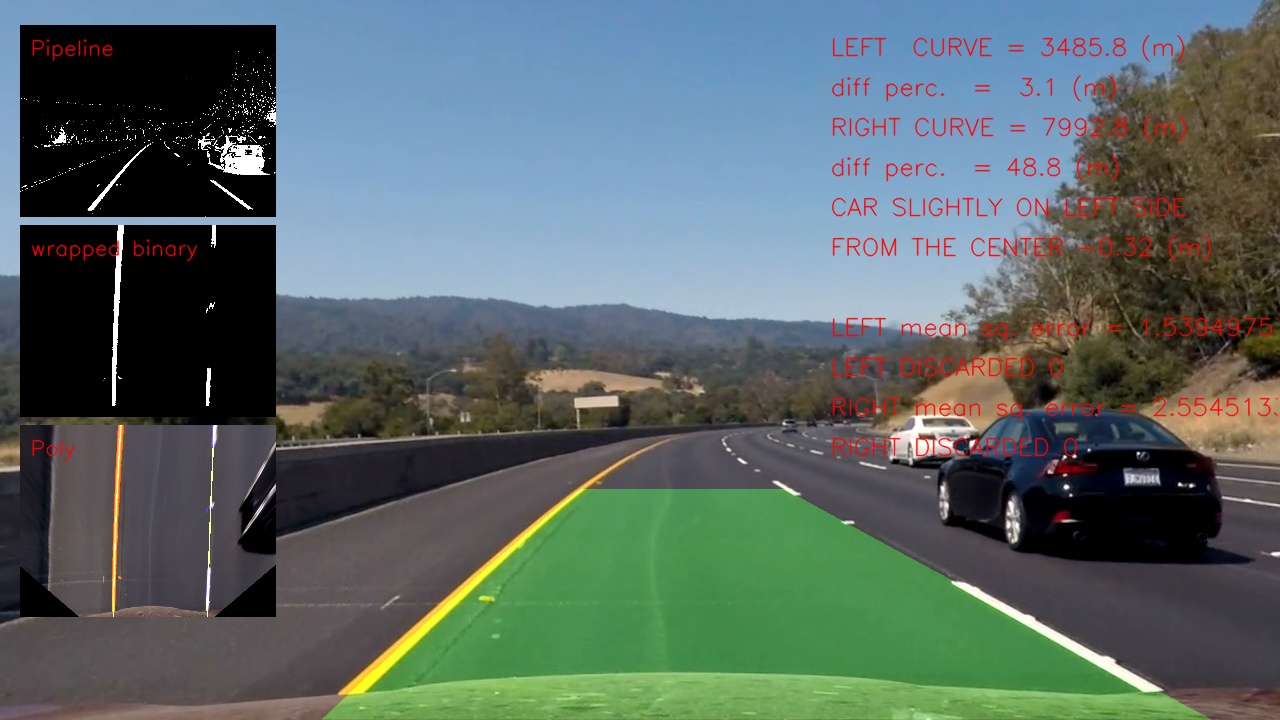 Pipeline
wrapped binary
Poly
LEFT CURVE = 3485.8 (m)
diff perc. = 3.1 (m)
RIGHT CURVE = 7992.8 (m)
diff perc. = 48.8 (m)
CAR SLIGHTLY ON LEFT SIDE
FROM THE CENTER -0.32 (m)
LEFT mean sq. error = 1.5394975
LEFT DISCARDED 0
RIGHT mean sq. error = 2.554513
RIGHT DISCARDED 0